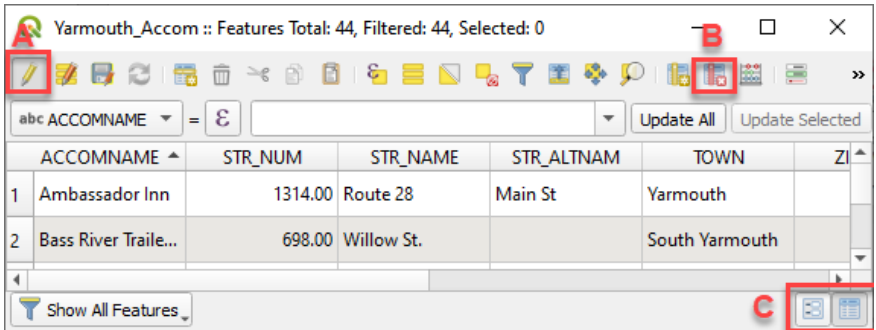 A
Yarmouth_Accom :: Features Total: 44, Filtered: 44, Selected: 0
B
abc ACCOMNAME = ε Update All Update Selected
ACCOMNAME STR_NUM STR_NAME STR_ALTNAM TOWN ZI
1 Ambassador Inn 1314.00 Route 28 Main St Yarmouth
2 Bass River Traile... 698.00 Willow St. South Yarmouth
Show All Features
C